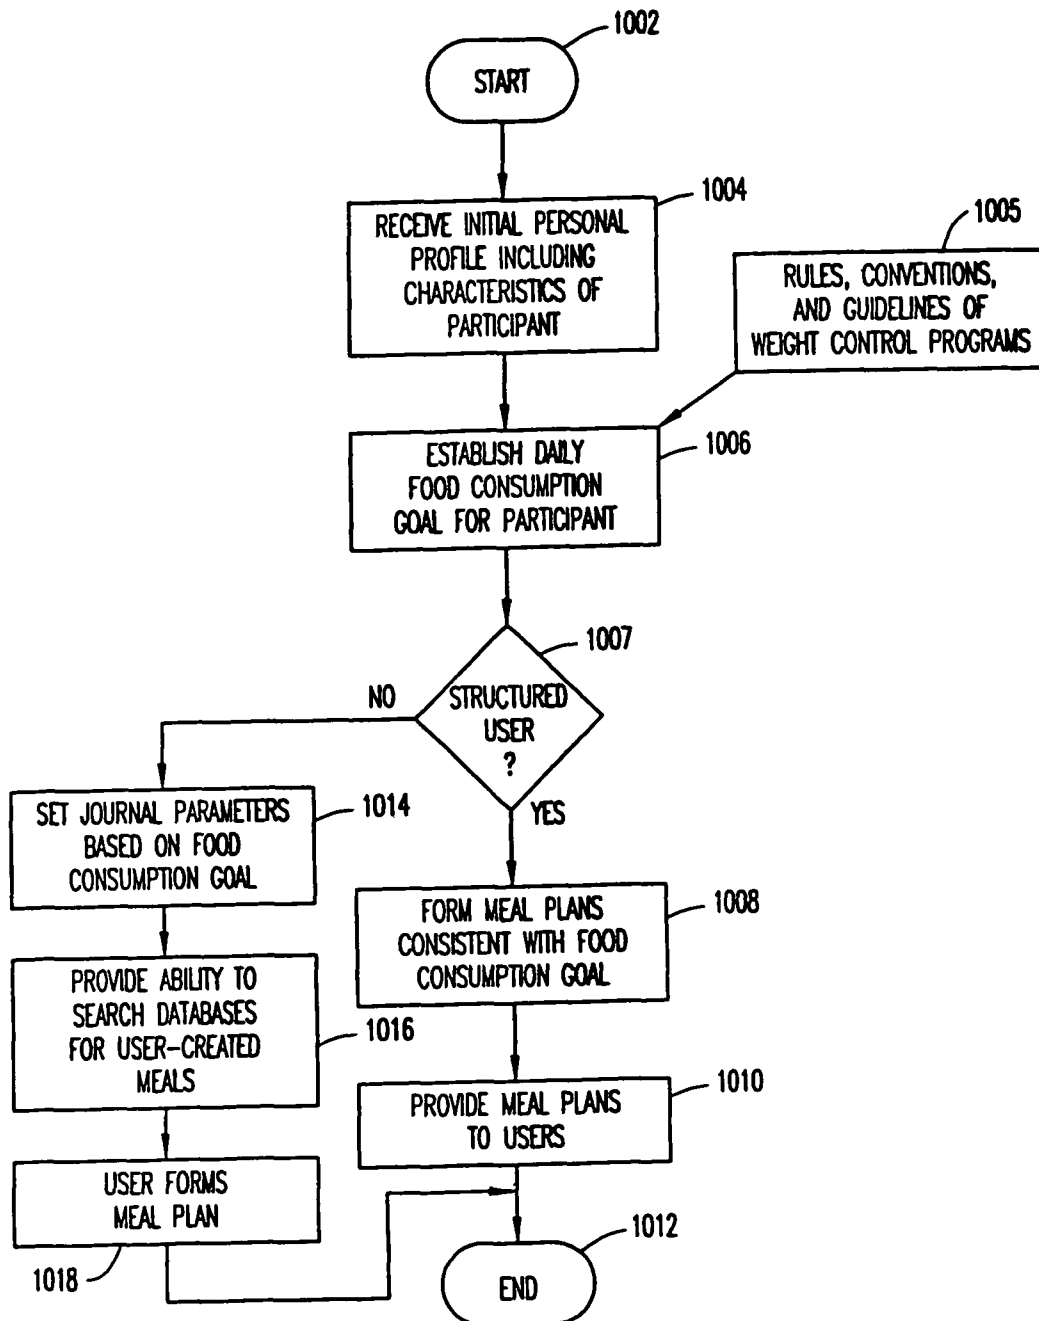 1002
START
1004
RECEIVE INITIAL PERSONAL
PROFILE INCLUDING
CHARACTERISTICS OF
PARTICIPANT
1005
RULES, CONVENTIONS,
AND GUIDELINES OF
WEIGHT CONTROL PROGRAMS
ESTABLISH DAILY
FOOD CONSUMPTION
GOAL FOR PARTICIPANT
1006
1007
STRUCTURED
USER
?
NO
YES
SET JOURNAL PARAMETERS
BASED ON FOOD
CONSUMPTION GOAL
1014
PROVIDE ABILITY TO
SEARCH DATABASES
FOR USER-CREATED
MEALS
1016
USER FORMS
MEAL PLAN
1018
FORM MEAL PLANS
CONSISTENT WITH FOOD
CONSUMPTION GOAL
1008
PROVIDE MEAL PLANS
TO USERS
1010
1012
END